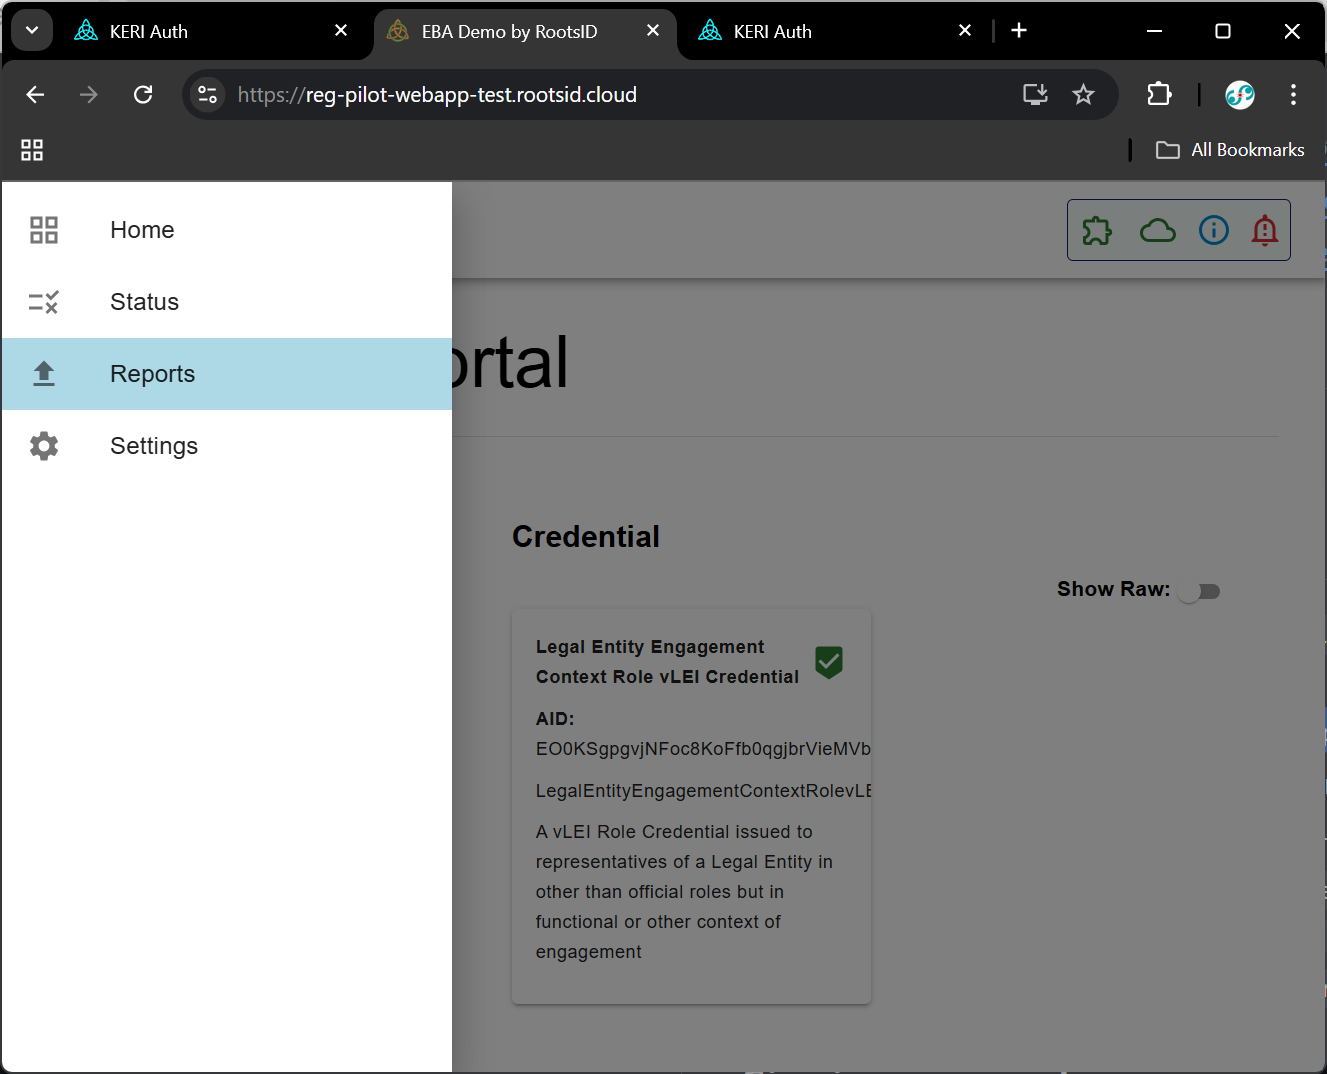 KERI Auth
EBA Demo by RootsID
KERI Auth
https://reg-pilot-webapp-test.rootsid.cloud
All Bookmarks
Home
Status
Reports
Settings
ortal
Credential
Show Raw:
Legal Entity Engagement
Context Role vLEI Credential
AID:
EO0KSgpgvjNFoc8KoFfb0qgjbrVieMVb
LegalEntityEngagementContextRolevLE
A vLEI Role Credential issued to
representatives of a Legal Entity in
other than official roles but in
functional or other context of
engagement